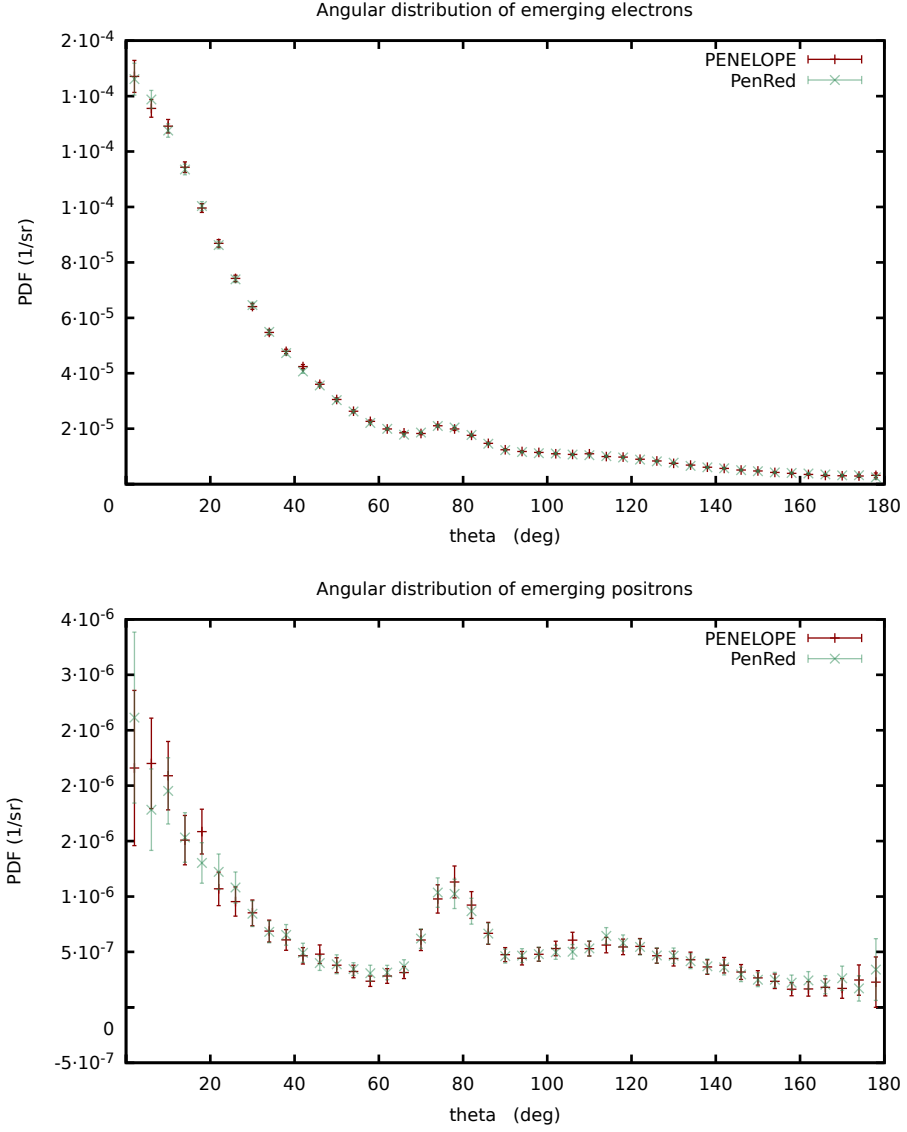 Angular distribution of emerging electrons
2·10⁻⁴
1·10⁻⁴
1·10⁻⁴
1·10⁻⁴
8·10⁻⁵
6·10⁻⁵
4·10⁻⁵
2·10⁻⁵
PDF (1/sr)
PENELOPE
PenRed
0 20 40 60 80 100 120 140 160 180
theta (deg)
Angular distribution of emerging positrons
4·10⁻⁶
3·10⁻⁶
2·10⁻⁶
2·10⁻⁶
2·10⁻⁶
1·10⁻⁶
5·10⁻⁷
0
-5·10⁻⁷
PDF (1/sr)
PENELOPE
PenRed
20 40 60 80 100 120 140 160 180
theta (deg)